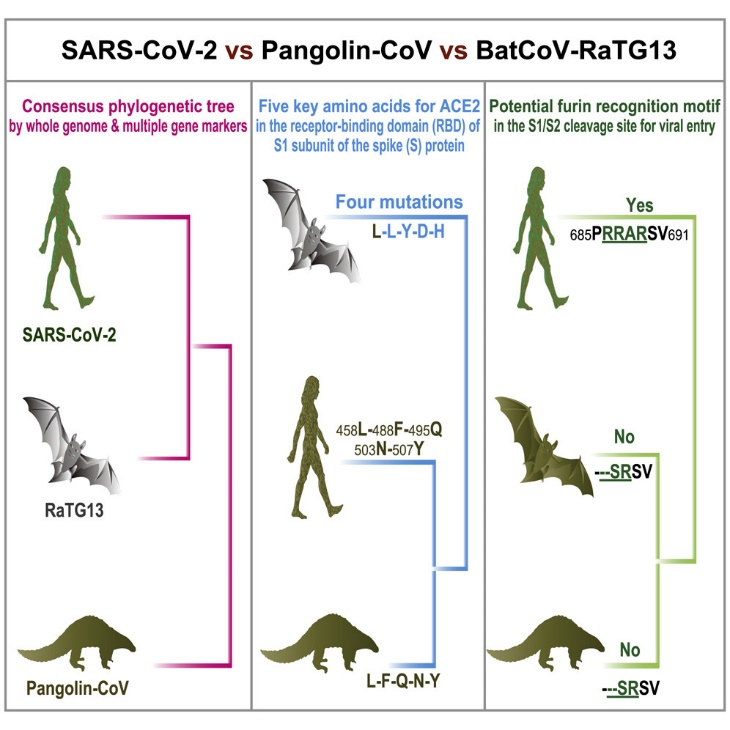 SARS-CoV-2 vs Pangolin-CoV vs BatCoV-RaTG13
Consensus phylogenetic tree
by whole genome & multiple gene markers
SARS-CoV-2
RaTG13
Pangolin-CoV
Five key amino acids for ACE2
in the receptor-binding domain (RBD) of
S1 subunit of the spike (S) protein
Four mutations
L-L-Y-D-H
458L-488F-495Q
503N-507Y
L-F-Q-N-Y
Potential furin recognition motif
in the S1/S2 cleavage site for viral entry
Yes
685PRRARSV691
No
----SRSV
No
----SRSV